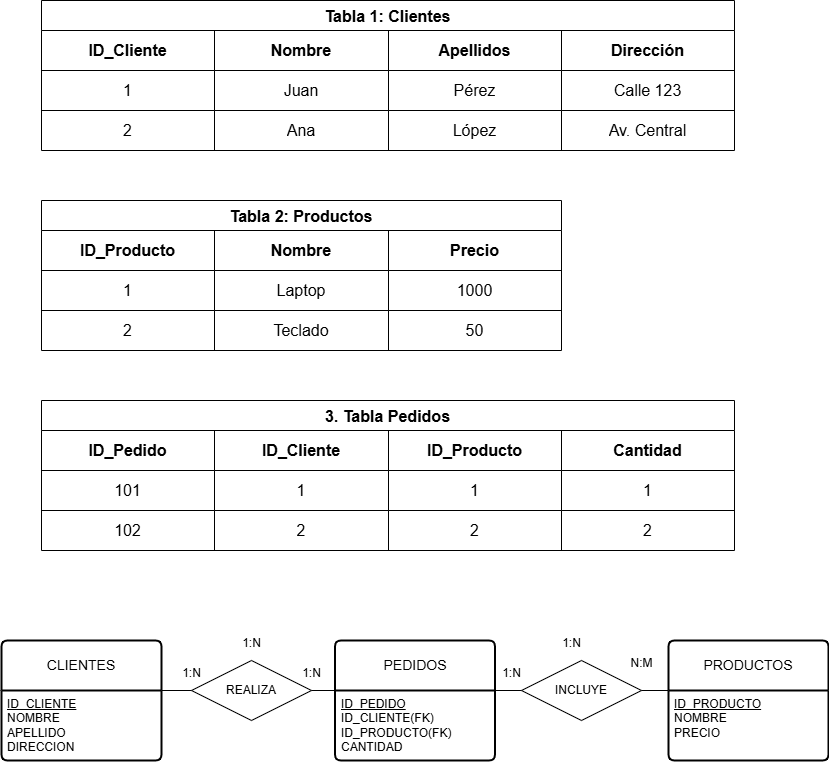 Tabla 1: Clientes
ID_Cliente Nombre Apellidos Dirección
1 Juan Pérez Calle 123
2 Ana López Av. Central
Tabla 2: Productos
ID_Producto Nombre Precio
1 Laptop 1000
2 Teclado 50
3. Tabla Pedidos
ID_Pedido ID_Cliente ID_Producto Cantidad
101 1 1 1
102 2 2 2
1:N 1:N
1:N 1:N 1:N N:M
CLIENTES REALIZA PEDIDOS INCLUYE PRODUCTOS
ID_CLIENTE ID_PEDIDO ID_PRODUCTO
NOMBRE ID_CLIENTE(FK) NOMBRE
APELLIDO ID_PRODUCTO(FK) PRECIO
DIRECCION CANTIDAD